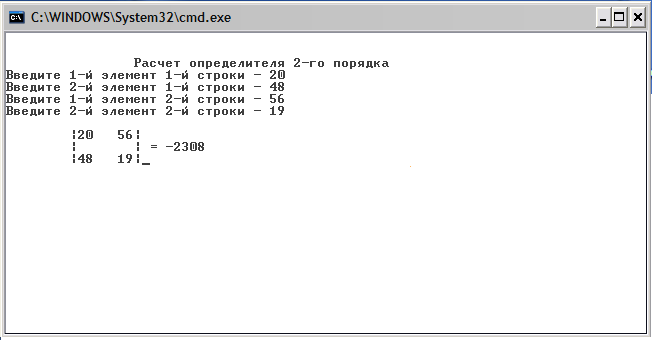 C:\WINDOWS\System32\cmd.exe
Расчет определителя 2-го порядка
Введите 1-й элемент 1-й строки - 20
Введите 2-й элемент 1-й строки - 48
Введите 1-й элемент 2-й строки - 56
Введите 2-й элемент 2-й строки - 19
¦20   56¦
¦       ¦ = -2308
¦48   19¦_